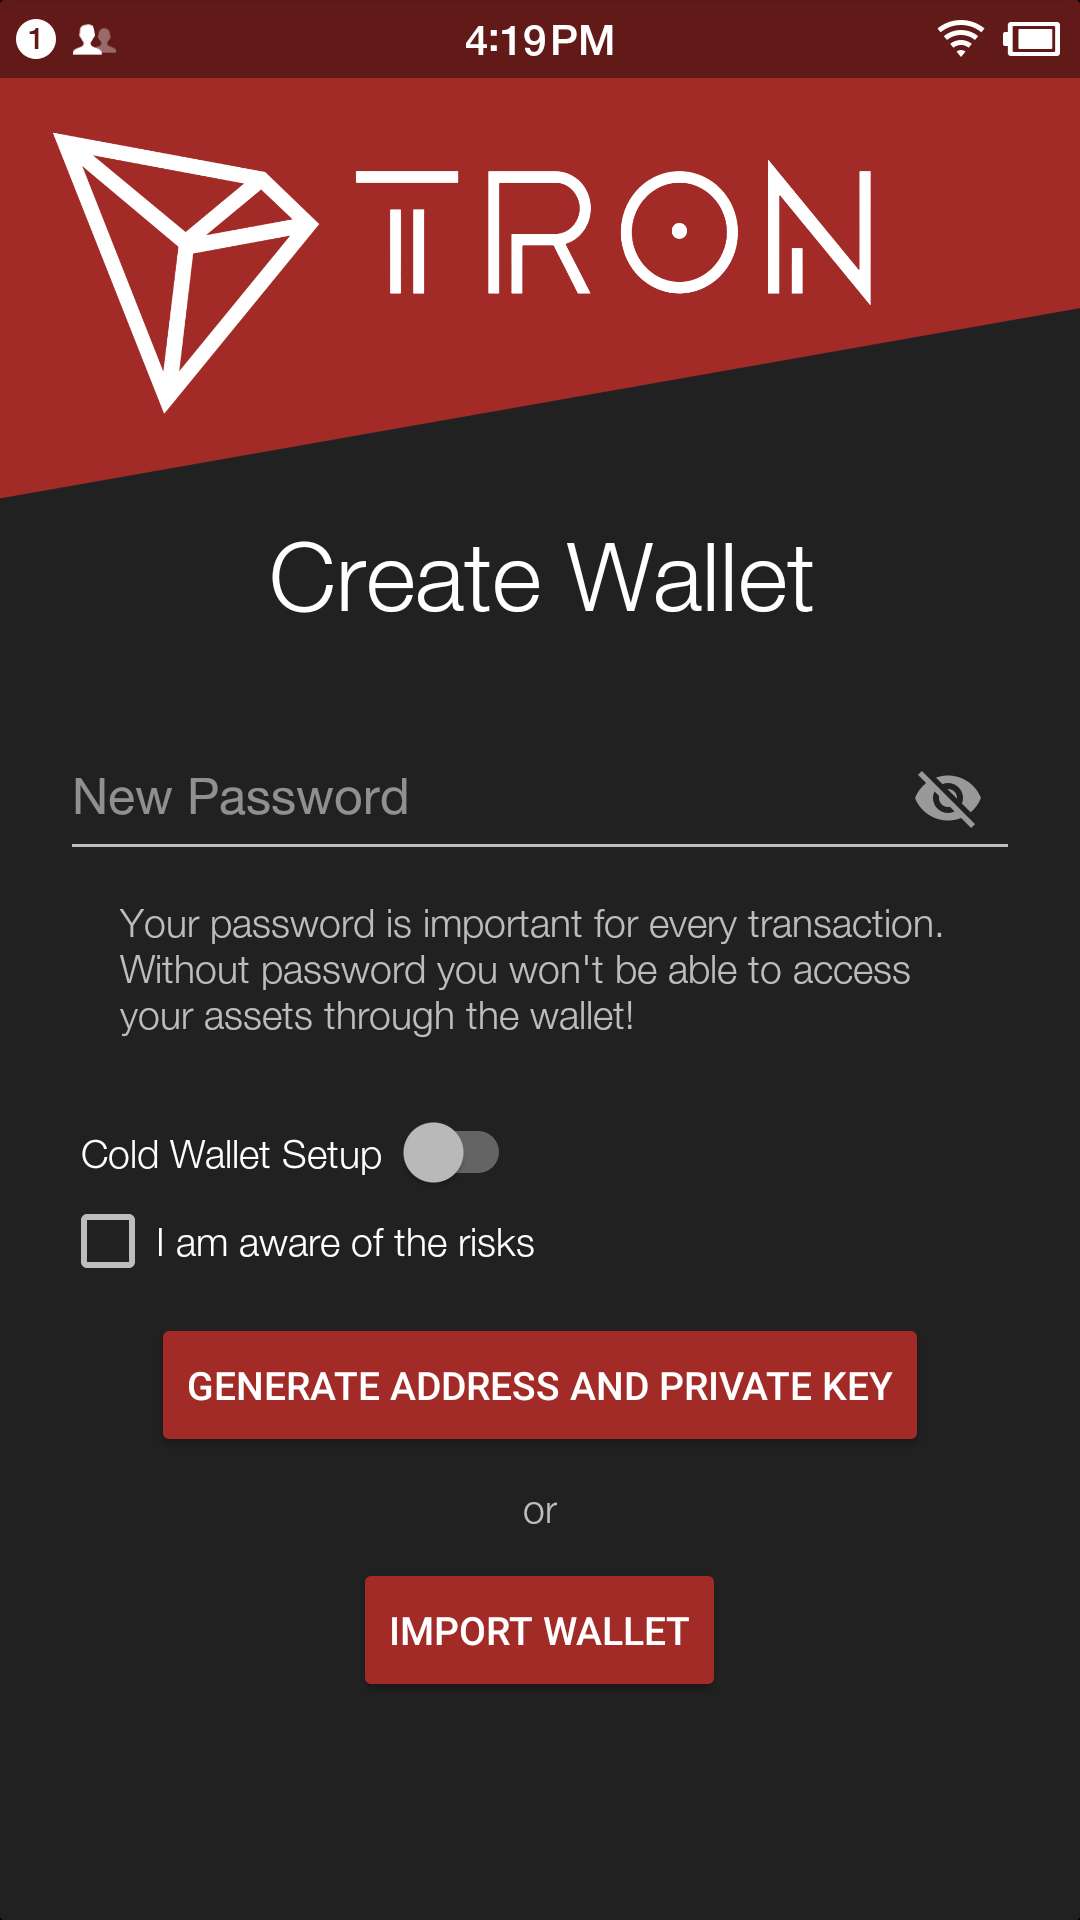 1
4:19PM
TRON
Create Wallet
New Password
Your password is important for every transaction.
Without password you won't be able to access
your assets through the wallet!
Cold Wallet Setup
I am aware of the risks
GENERATE ADDRESS AND PRIVATE KEY
or
IMPORT WALLET